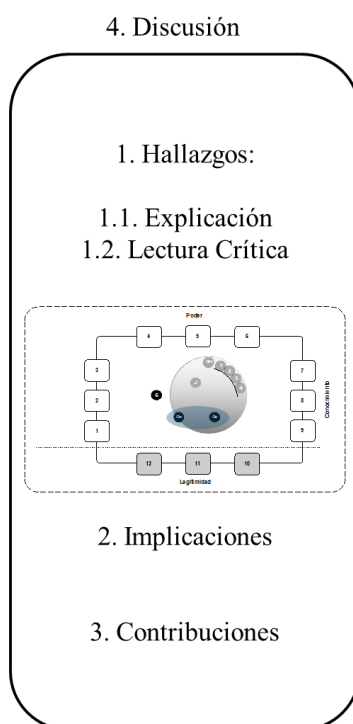 4. Discusión
1. Hallazgos:
1.1. Explicación
1.2. Lectura Crítica
Poder
4 5 6
3 7
2 8
1 9
Conocimiento
12 11 10
Legitimidad
2. Implicaciones
3. Contribuciones